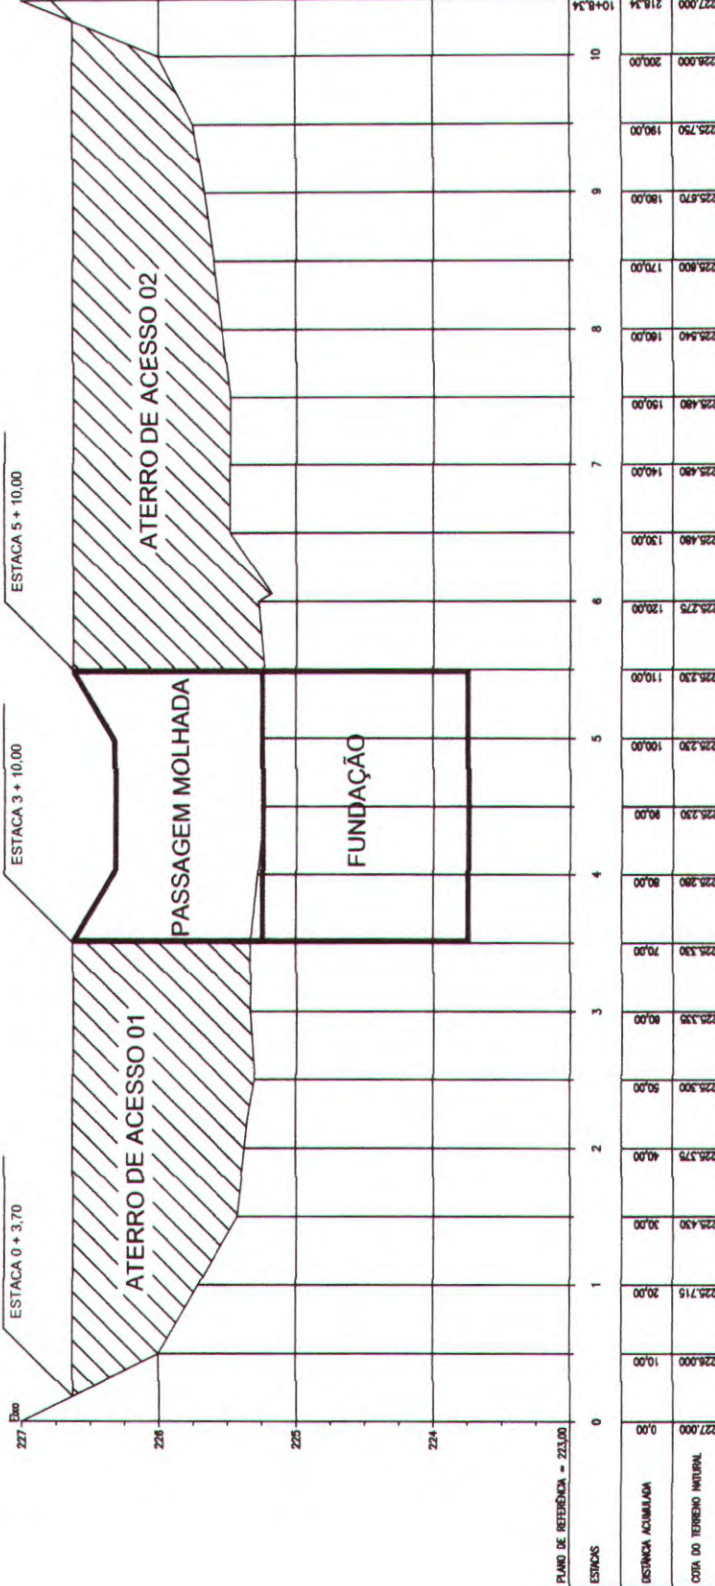 ESTACA 0 + 3,70
ESTACA 3 + 10,00
ESTACA 5 + 10,00
Eixo
227
226
225
224
ATERRO DE ACESSO 01
PASSAGEM MOLHADA
FUNDAÇÃO
ATERRO DE ACESSO 02
PLANO DE REFERÊNCIA = 223,00
ESTACAS 0 1 2 3 4 5 6 7 8 9 10 10+8.34
DISTÂNCIA ACUMULADA 0,00 10,00 20,00 30,00 40,00 50,00 60,00 70,00 80,00 90,00 100,00 110,00 120,00 130,00 140,00 150,00 160,00 170,00 180,00 190,00 200,00 218.34
COTA DO TERRENO NATURAL 227.000 226.000 225.715 225.430 225.375 225.300 225.335 225.330 225.280 225.230 225.230 225.230 225.275 225.480 225.480 225.480 225.540 225.600 225.670 225.750 226.000 227.000